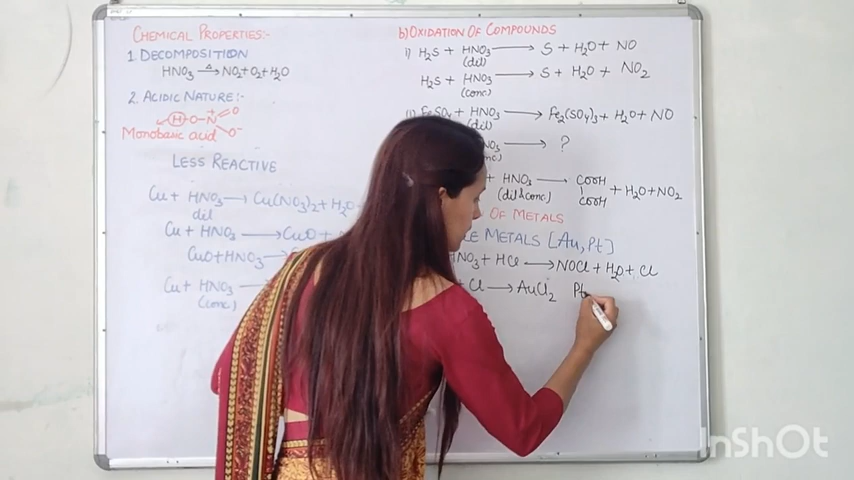 CHEMICAL PROPERTIES:-
1. DECOMPOSITION
HNO₃ —Δ→ NO₂ + O₂ + H₂O
2. ACIDIC NATURE:-
H-O-N⁺ O O⁻
Monobasic acid
LESS REACTIVE
Cu + HNO₃ → Cu(NO₃)₂ + H₂O
dil
Cu + HNO₃ → CuO +
CuO + HNO₃ →
Cu + HNO₃
(conc)
b) OXIDATION OF COMPOUNDS
i) H₂S + HNO₃ → S + H₂O + NO
(dil)
H₂S + HNO₃ → S + H₂O + NO₂
(conc)
(ii) FeSO₄ + HNO₃ → Fe₂(SO₄)₃ + H₂O + NO
(dil)
→ ?
+ HNO₃ → COOH COOH + H₂O + NO₂
(dil & conc)
OF METALS
METALS [Au, Pt]
HNO₃ + HCl → NOCl + H₂O + Cl
+ Cl → AuCl₂ Pt
InShOt